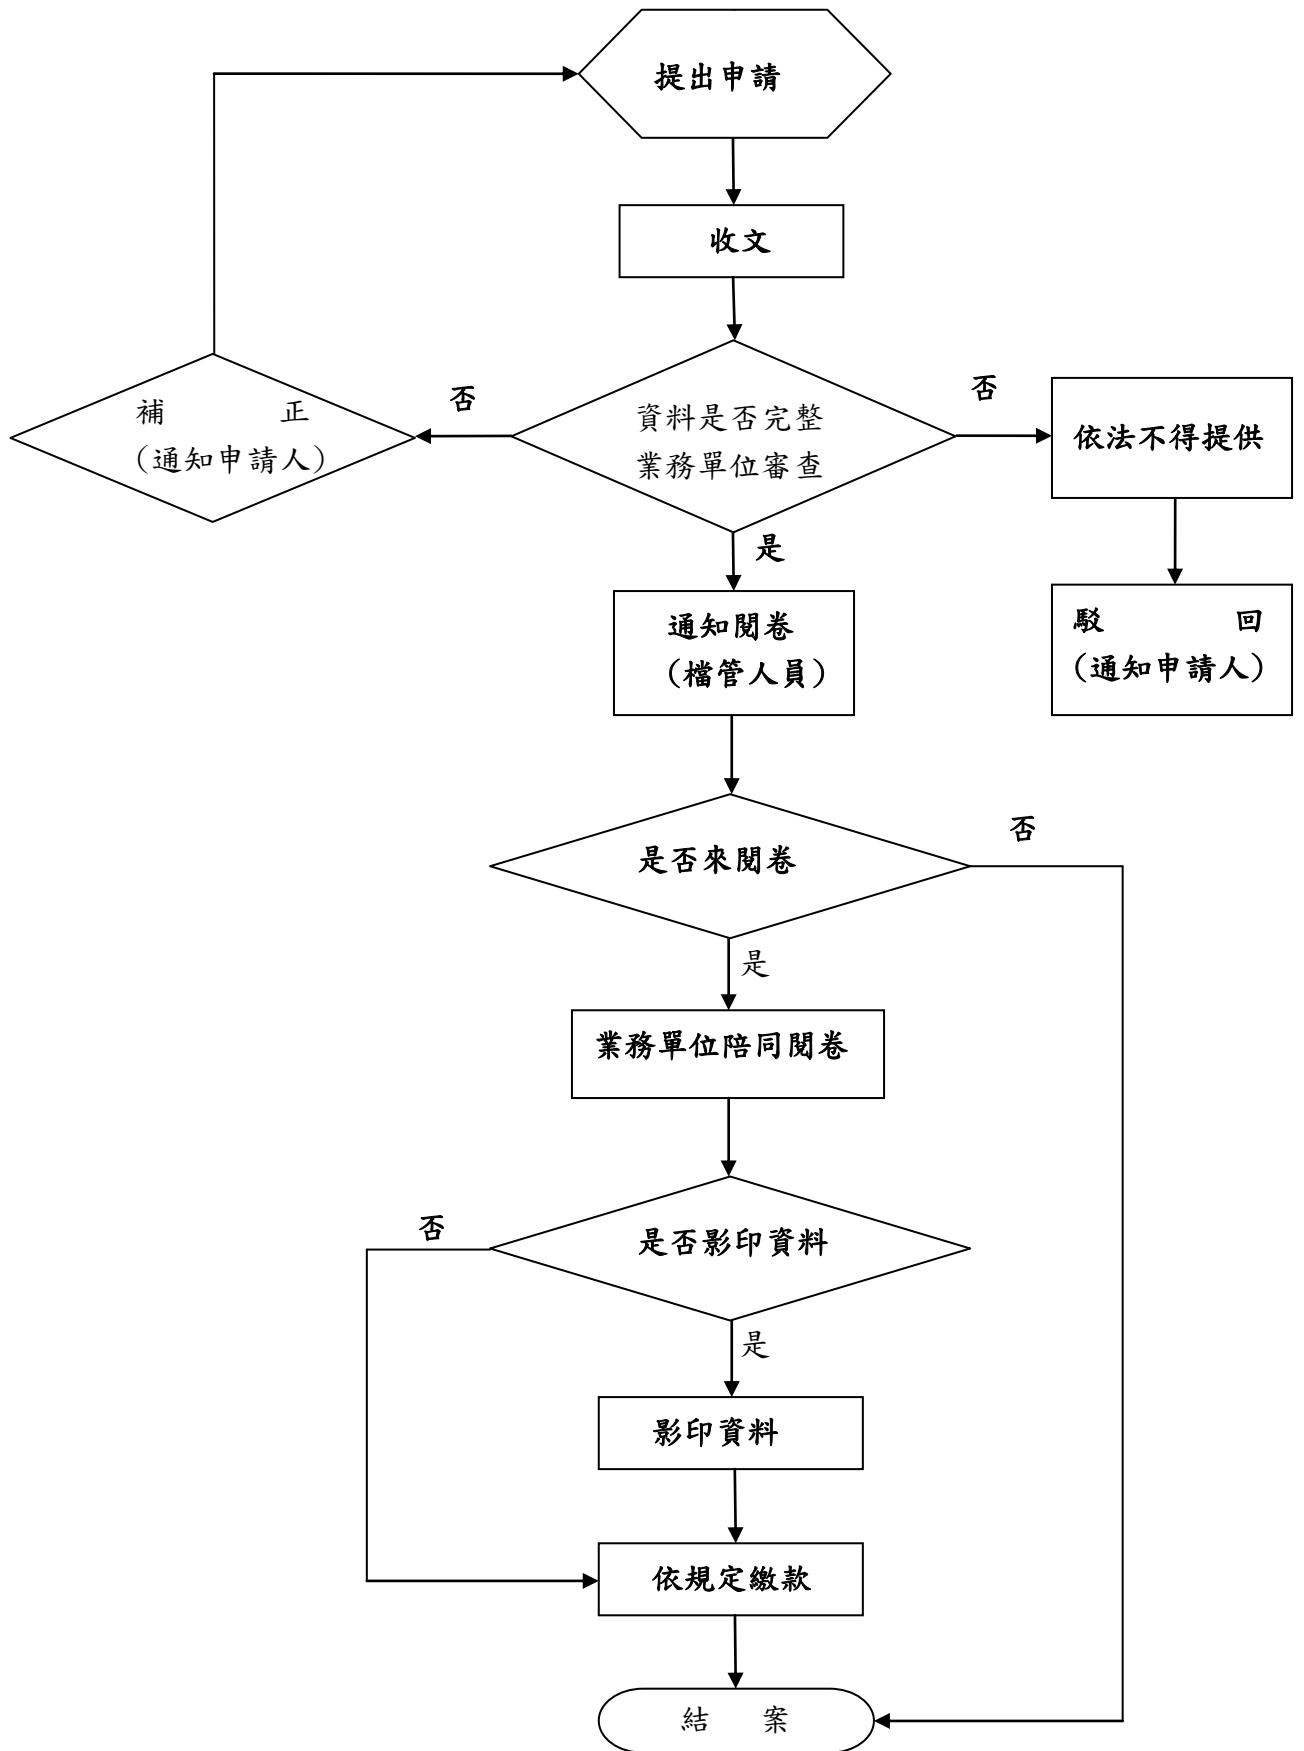 提出申請
收文
否
資料是否完整
業務單位審查
否
補 正
(通知申請人)
依法不得提供
是
通知閱卷
(檔管人員)
駁 回
(通知申請人)
是否來閱卷
否
是
業務單位陪同閱卷
否
是否影印資料
是
影印資料
依規定繳款
結 案